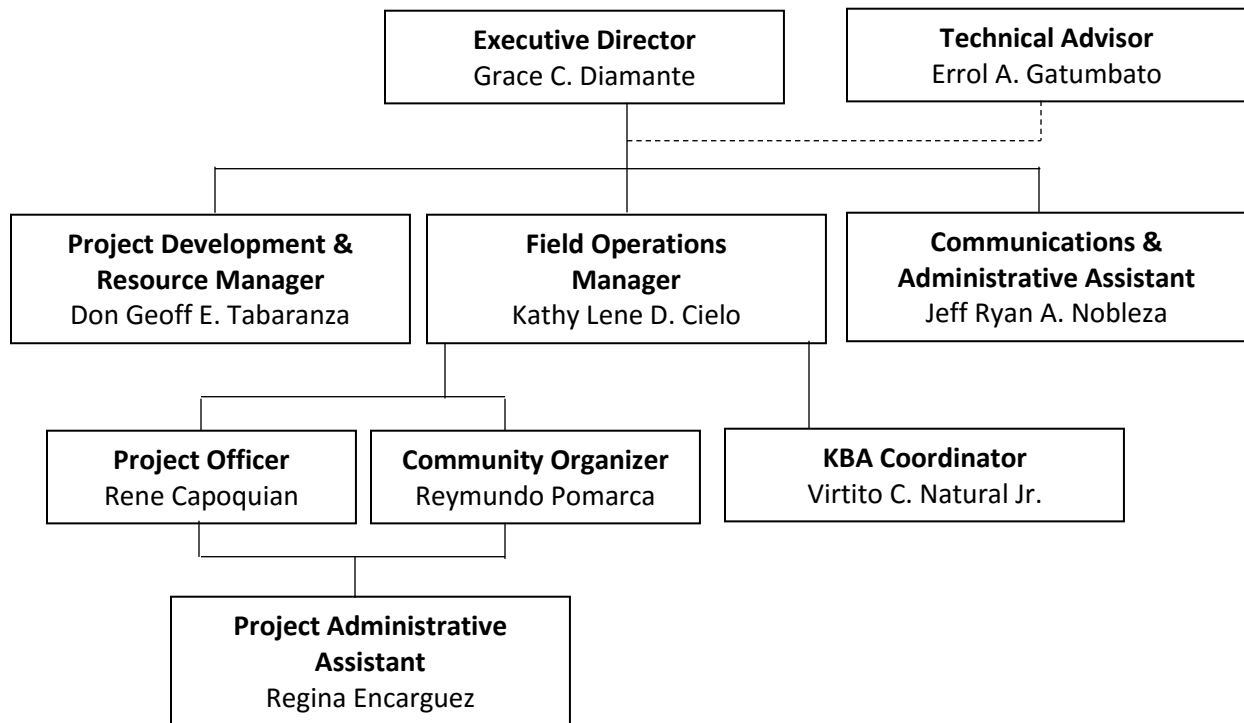 Executive Director
Grace C. Diamante
Technical Advisor
Errol A. Gatumbato
Project Development &
Resource Manager
Don Geoff E. Tabaranza
Field Operations
Manager
Kathy Lene D. Cielo
Communications &
Administrative Assistant
Jeff Ryan A. Nobleza
Project Officer
Rene Capoquian
Community Organizer
Reymundo Pomarca
KBA Coordinator
Virtito C. Natural Jr.
Project Administrative
Assistant
Regina Encarguez